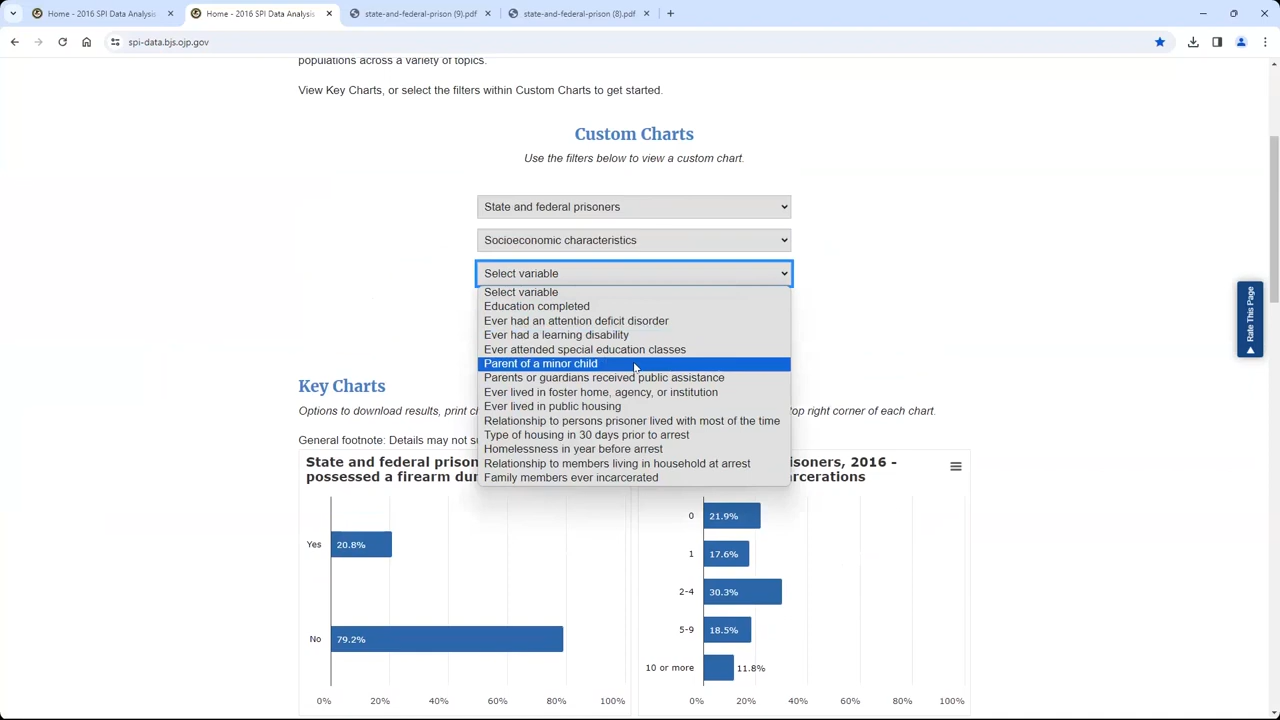 Home - 2016 SPI Data Analysis
Home - 2016 SPI Data Analysis
state-and-federal-prison (9).pdf
state-and-federal-prison (8).pdf
spi-data.bjs.ojp.gov
populations across a variety of topics.
View Key Charts, or select the filters within Custom Charts to get started.
Custom Charts
Use the filters below to view a custom chart.
State and federal prisoners
Socioeconomic characteristics
Select variable
Select variable
Education completed
Ever had an attention deficit disorder
Ever had a learning disability
Ever attended special education classes
Parent of a minor child
Parents or guardians received public assistance
Ever lived in foster home, agency, or institution
Ever lived in public housing
Relationship to persons prisoner lived with most of the time
Type of housing in 30 days prior to arrest
Homelessness in year before arrest
Relationship to members living in household at arrest
Family members ever incarcerated
Rate This Page
Key Charts
Options to download results, print top right corner of each chart.
General footnote: Details may not
State and federal
possessed a firearm
2016 -
Yes
20.8%
No
79.2%
0% 20% 40% 60% 80% 100%
0
21.9%
1
17.6%
2-4
30.3%
5-9
18.5%
10 or more
11.8%
0% 20% 40% 60% 80% 100%